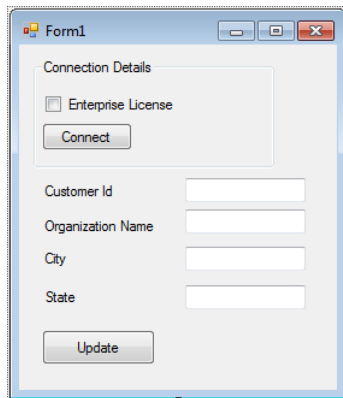 Form1
Connection Details
Enterprise License
Connect
Customer Id
Organization Name
City
State
Update